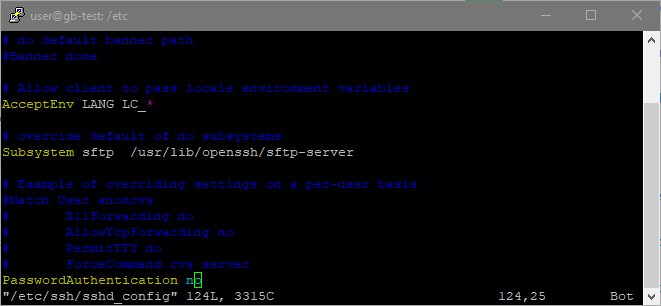 user@gb-test: /etc
# no default banner path
#Banner none
# Allow client to pass locale environment variables
AcceptEnv LANG LC_*
# override default of no subsystems
Subsystem sftp  /usr/lib/openssh/sftp-server
# Example of overriding settings on a per-user basis
#Match User anoncvs
#       X11Forwarding no
#       AllowTcpForwarding no
#       PermitTTY no
#       ForceCommand cvs server
PasswordAuthentication no
"/etc/ssh/sshd_config" 124L, 3315C                    124,25        Bot